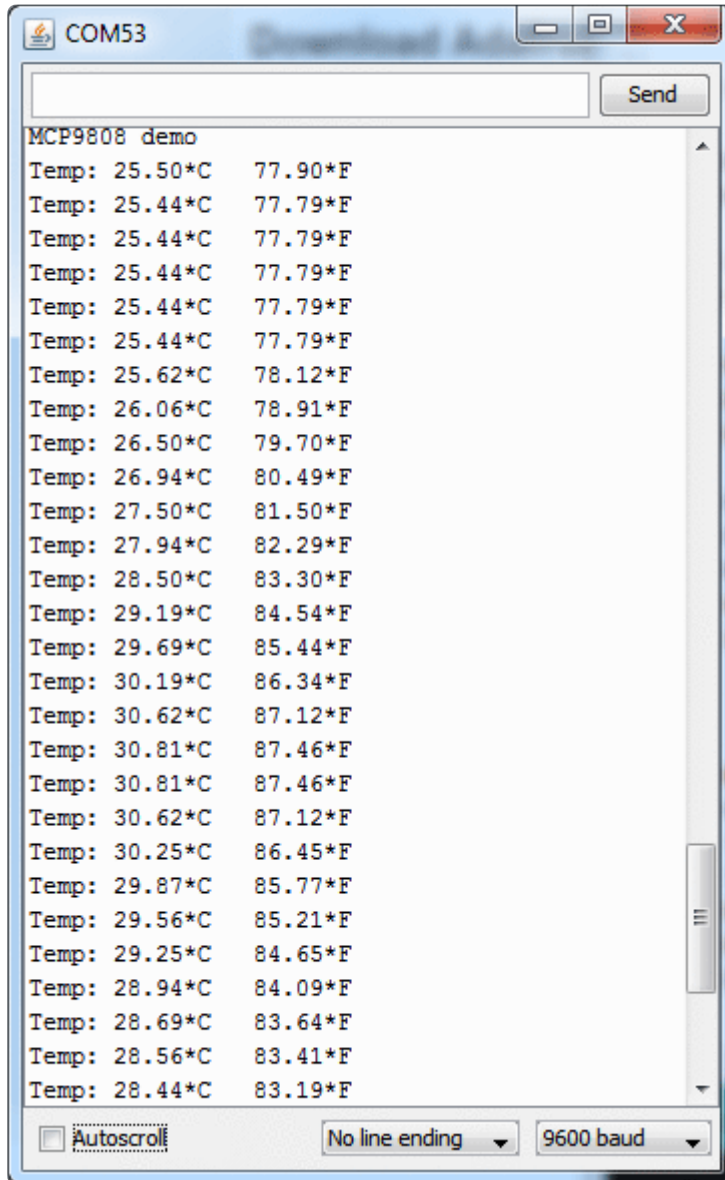 COM53
Send
MCP9808 demo
Temp: 25.50*C 77.90*F
Temp: 25.44*C 77.79*F
Temp: 25.44*C 77.79*F
Temp: 25.44*C 77.79*F
Temp: 25.44*C 77.79*F
Temp: 25.44*C 77.79*F
Temp: 25.62*C 78.12*F
Temp: 26.06*C 78.91*F
Temp: 26.50*C 79.70*F
Temp: 26.94*C 80.49*F
Temp: 27.50*C 81.50*F
Temp: 27.94*C 82.29*F
Temp: 28.50*C 83.30*F
Temp: 29.19*C 84.54*F
Temp: 29.69*C 85.44*F
Temp: 30.19*C 86.34*F
Temp: 30.62*C 87.12*F
Temp: 30.81*C 87.46*F
Temp: 30.81*C 87.46*F
Temp: 30.62*C 87.12*F
Temp: 30.25*C 86.45*F
Temp: 29.87*C 85.77*F
Temp: 29.56*C 85.21*F
Temp: 29.25*C 84.65*F
Temp: 28.94*C 84.09*F
Temp: 28.69*C 83.64*F
Temp: 28.56*C 83.41*F
Temp: 28.44*C 83.19*F
Autoscroll No line ending 9600 baud